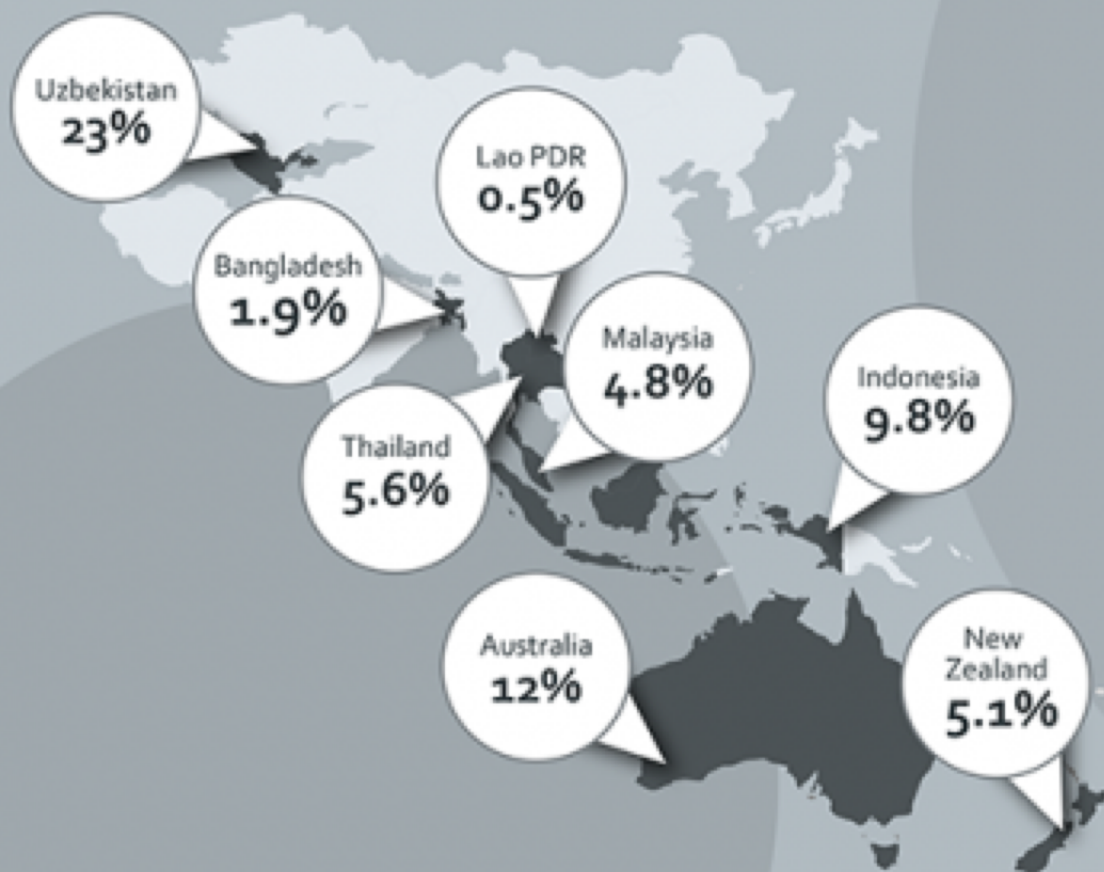 Uzbekistan
23%
Lao PDR
0.5%
Bangladesh
1.9%
Malaysia
4.8%
Indonesia
9.8%
Thailand
5.6%
Australia
12%
New
Zealand
5.1%